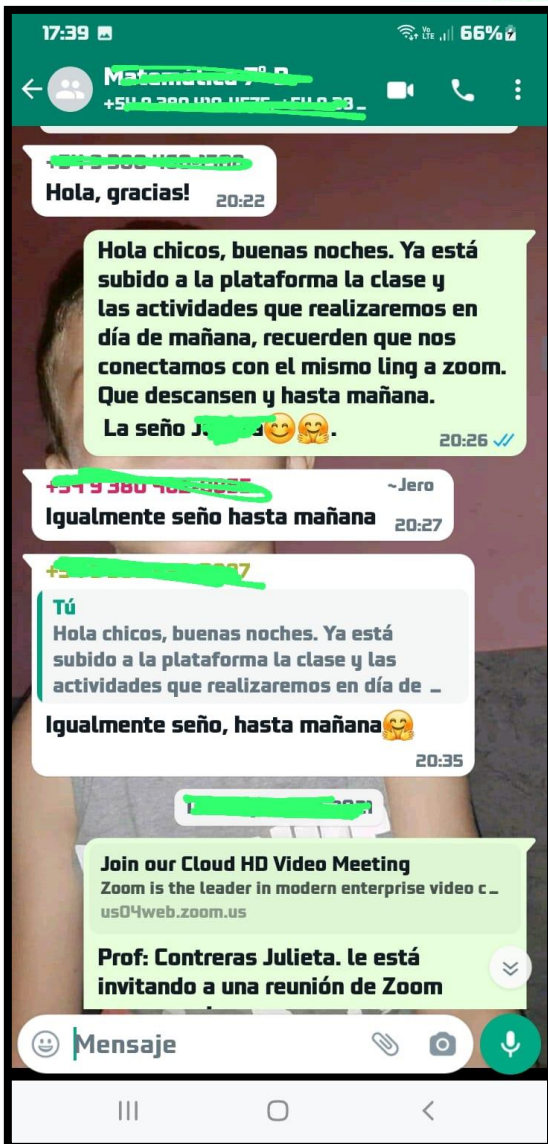 17:39
66%
Hola, gracias!
20:22
Hola chicos, buenas noches. Ya está
subido a la plataforma la clase y
las actividades que realizaremos en
día de mañana, recuerden que nos
conectamos con el mismo ling a zoom.
Que descansen y hasta mañana.
La seño 😊🤗.
20:26
~Jero
Igualmente seño hasta mañana
20:27
Tú
Hola chicos, buenas noches. Ya está
subido a la plataforma la clase y las
actividades que realizaremos en día de …
Igualmente seño, hasta mañana🤗
20:35
Join our Cloud HD Video Meeting
Zoom is the leader in modern enterprise video c…
us04web.zoom.us
Prof: Contreras Julieta. le está
invitando a una reunión de Zoom
Mensaje